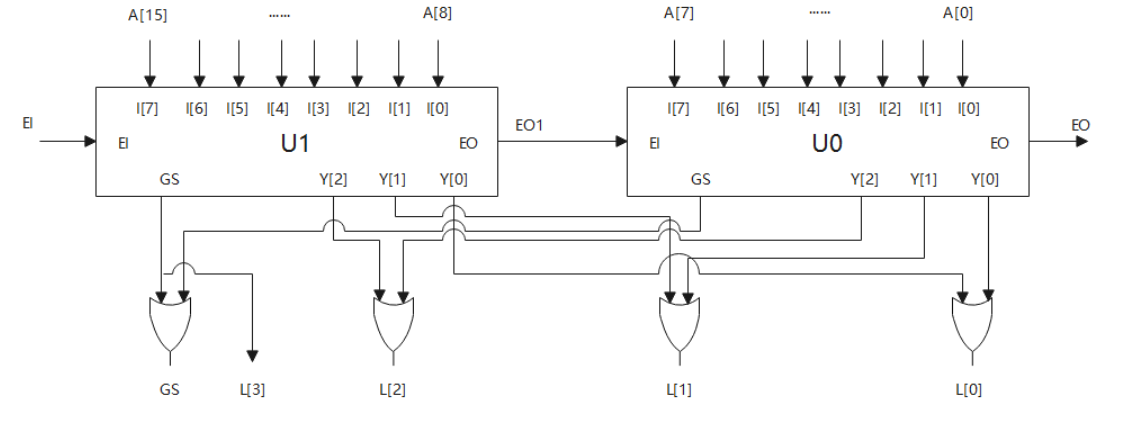 A[15] ...... A[8] A[7] ...... A[0]
I[7] I[6] I[5] I[4] I[3] I[2] I[1] I[0] I[7] I[6] I[5] I[4] I[3] I[2] I[1] I[0]
EI EO1 EO
EI U1 EO EI U0 EO
GS Y[2] Y[1] Y[0] GS Y[2] Y[1] Y[0]
GS L[3] L[2] L[1] L[0]